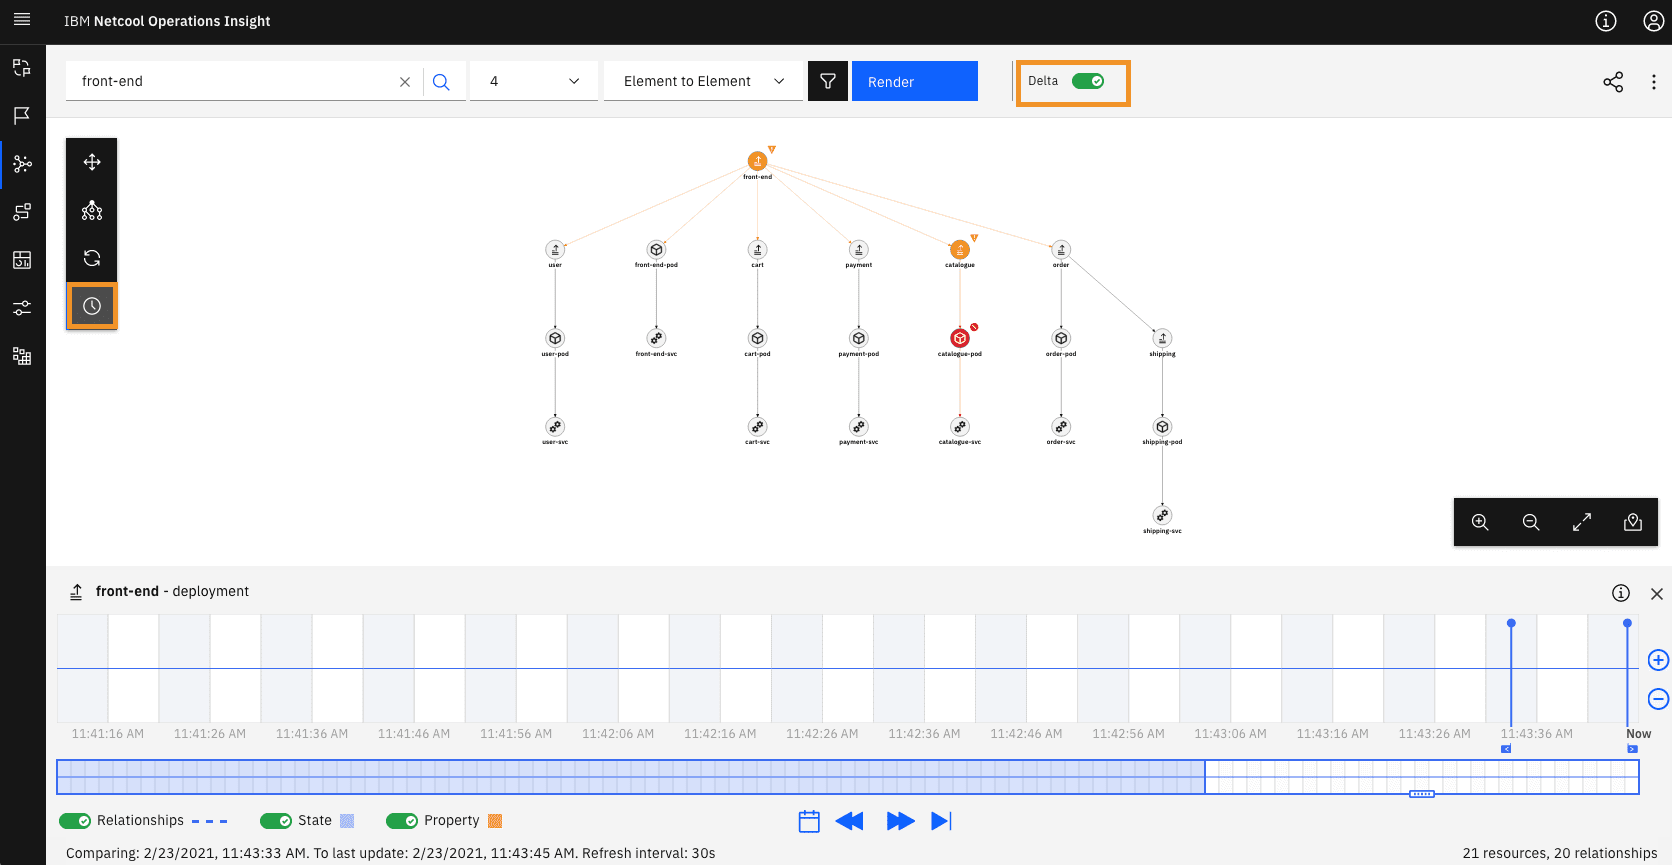 IBM Netcool Operations Insight
front-end
4
Element to Element
Render
Delta
front-end
user
front-end-pod
cart
payment
catalogue
order
user-pod
front-end-svc
cart-pod
payment-pod
catalogue-pod
order-pod
shipping
user-svc
cart-svc
payment-svc
catalogue-svc
order-svc
shipping-pod
shipping-svc
front-end - deployment
11:41:16 AM
11:41:26 AM
11:41:36 AM
11:41:46 AM
11:41:56 AM
11:42:06 AM
11:42:16 AM
11:42:26 AM
11:42:36 AM
11:42:46 AM
11:42:56 AM
11:43:06 AM
11:43:16 AM
11:43:26 AM
11:43:36 AM
Now
Relationships
State
Property
Comparing: 2/23/2021, 11:43:33 AM. To last update: 2/23/2021, 11:43:45 AM. Refresh interval: 30s
21 resources, 20 relationships